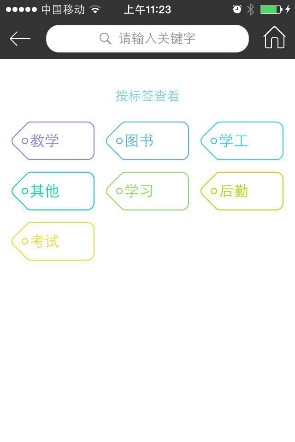 中国移动 上午11:23
请输入关键字
按标签查看
教学 图书 学工
其他 学习 后勤
考试